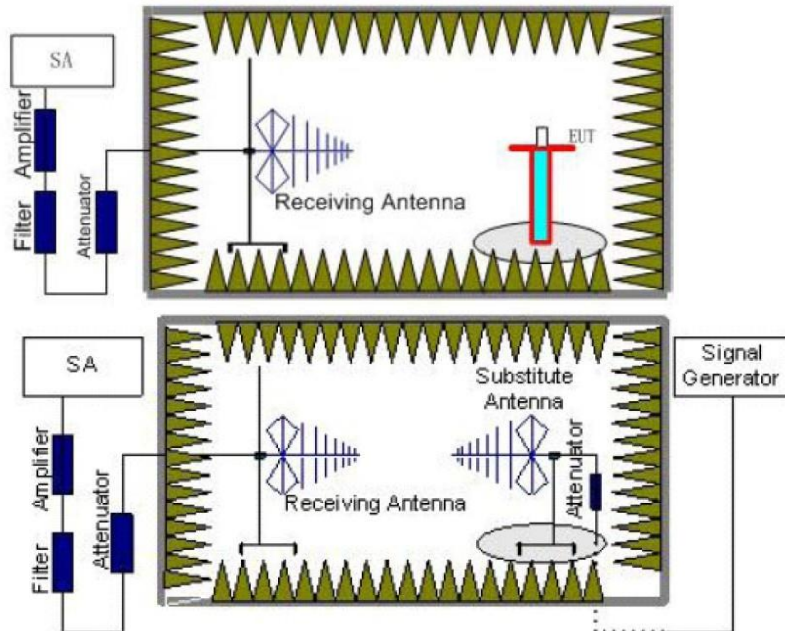 SA
Amplifier
Filter
Attenuator
EUT
Receiving Antenna
SA
Amplifier
Filter
Attenuator
Substitute
Antenna
Attenuator
Receiving Antenna
Signal
Generator